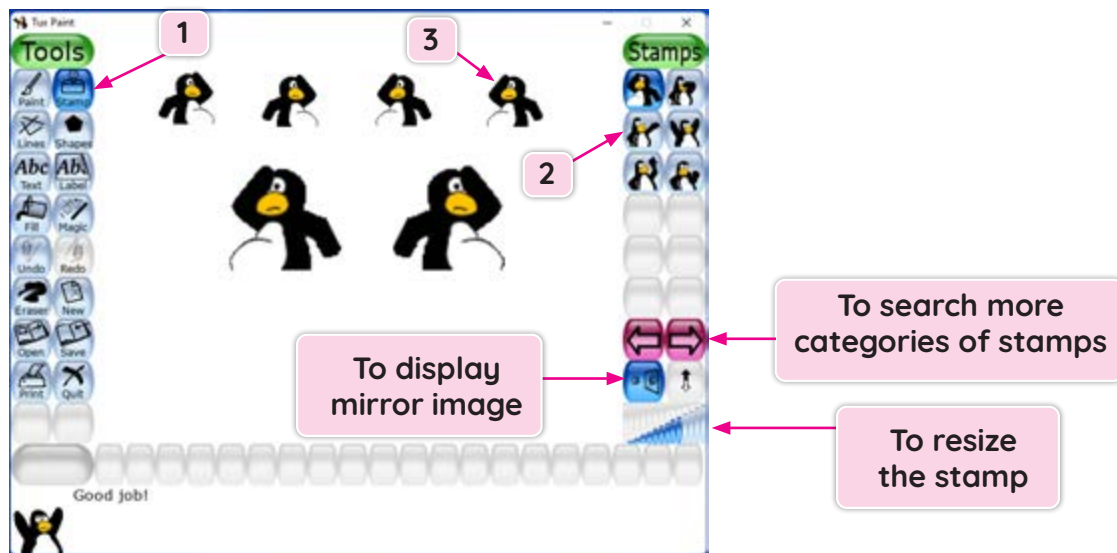 Tux Paint
1
3
Tools
Stamps
Paint
Stamp
Lines
Shapes
2
Abc
Abc
Text
Label
Fill
Magic
Undo
Redo
Eraser
New
To search more
categories of stamps
Open
Save
To display
mirror image
Print
Quit
To resize
the stamp
Good job!